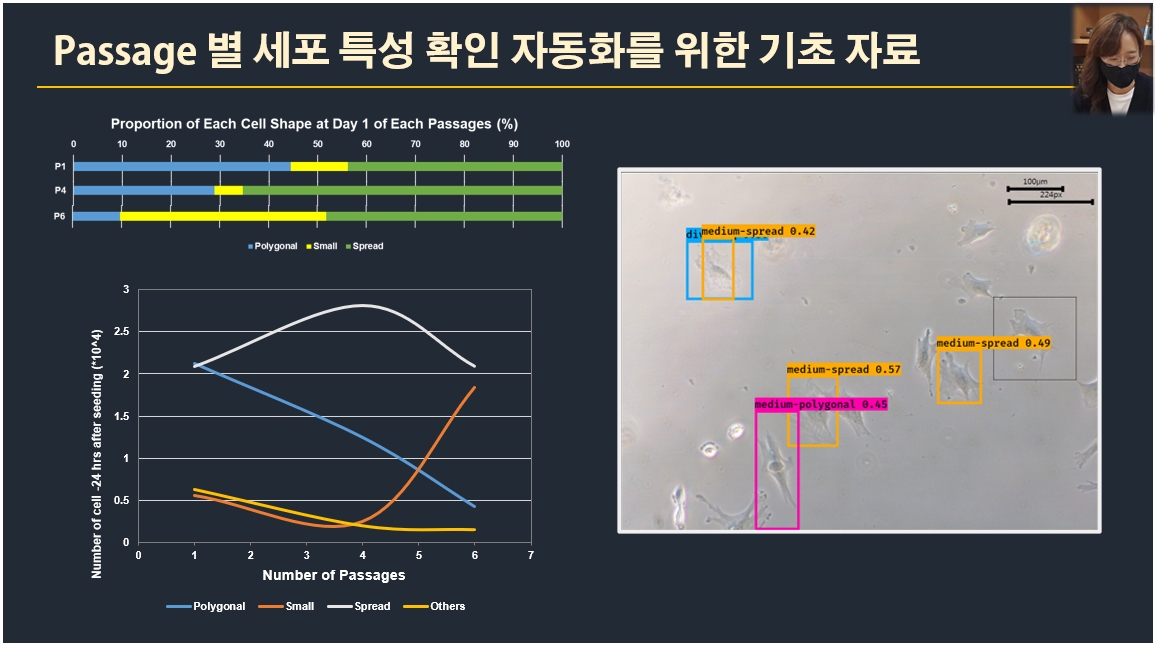 Passage 별 세포 특성 확인 자동화를 위한 기초 자료
Proportion of Each Cell Shape at Day 1 of Each Passages (%)
0 10 20 30 40 50 60 70 80 90 100
P1
P4
P6
Polygonal Small Spread
Number of cell -24 hrs after seeding (*10^4)
3
2.5
2
1.5
1
0.5
0
0 1 2 3 4 5 6 7
Number of Passages
Polygonal Small Spread Others
100µm
224px
medium-spread 0.42
medium-spread 0.49
medium-spread 0.57
medium-polygonal 0.45